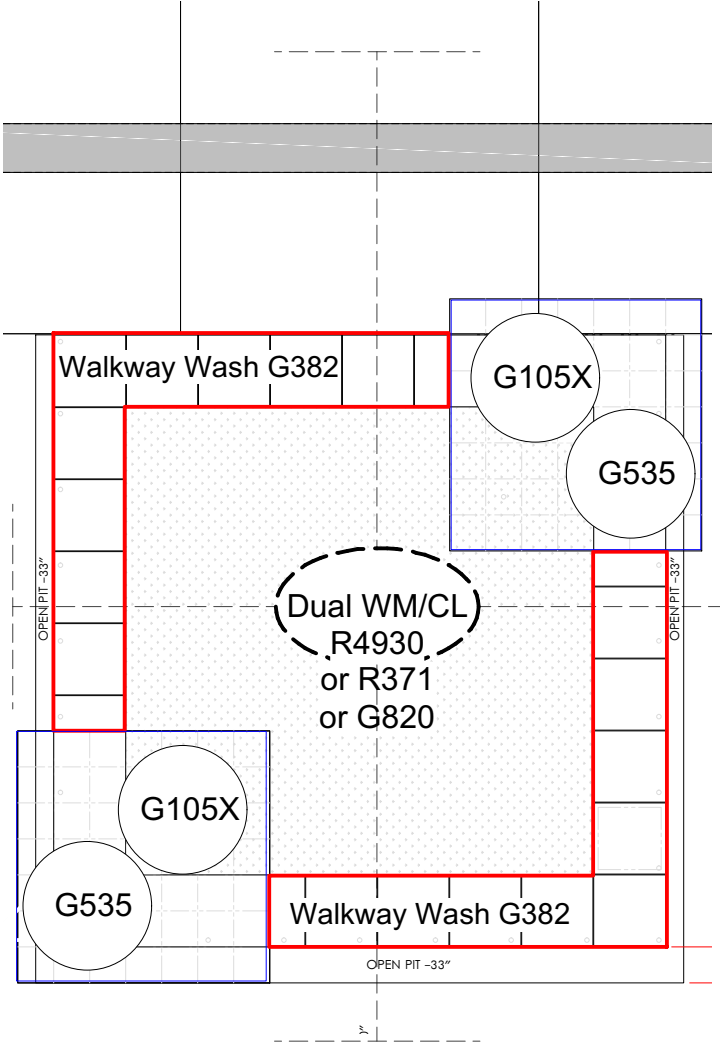 Walkway Wash G382
G105X
G535
OPEN PIT -33"
OPEN PIT -33"
Dual WM/CL
R4930
or R371
or G820
G105X
G535
Walkway Wash G382
OPEN PIT -33"